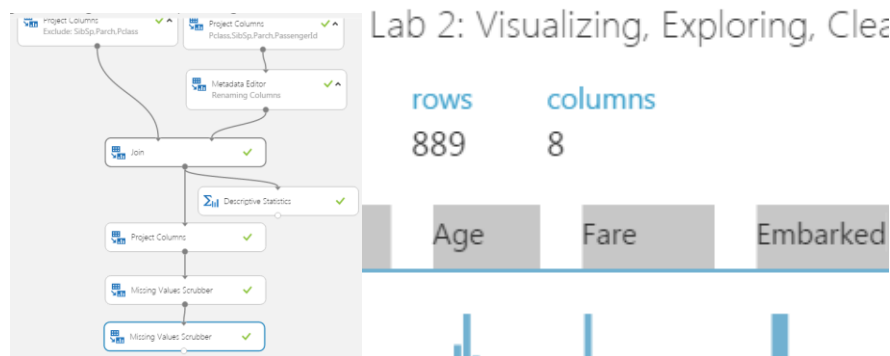 Project Columns
Exclude: SibSp,Parch,Pclass
Project Columns
Pclass,SibSp,Parch,PassengerId
Metadata Editor
Renaming Columns
Join
Descriptive Statistics
Project Columns
Missing Values Scrubber
Missing Values Scrubber
Lab 2: Visualizing, Exploring, Clea
rows columns
889 8
Age Fare Embarked